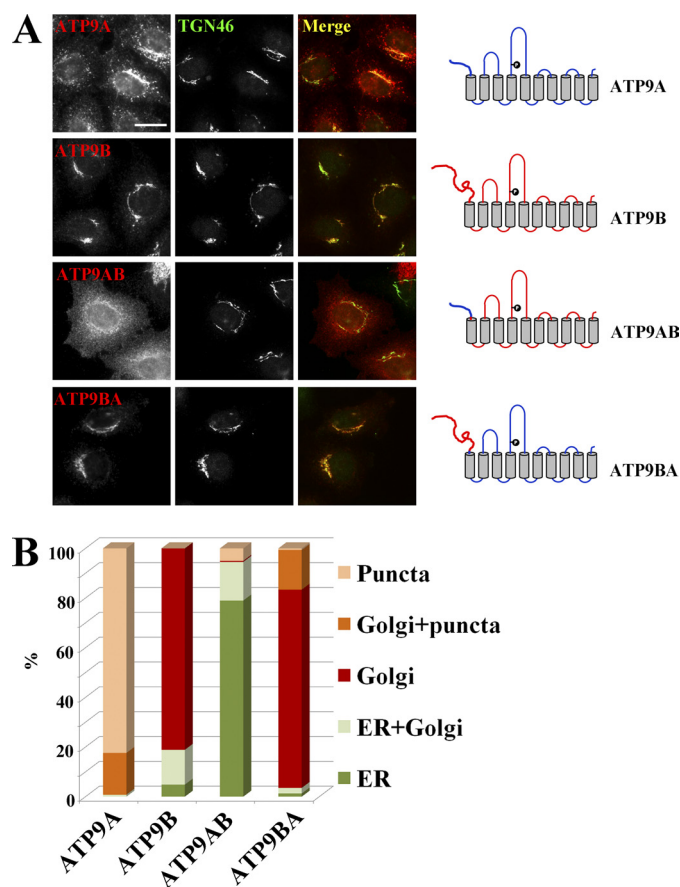 A
ATP9A
TGN46
Merge
ATP9A
P
ATP9B
ATP9B
P
ATP9AB
ATP9AB
P
ATP9BA
ATP9BA
P
B
100
80
60
40
20
0
%
ATP9A
ATP9B
ATP9AB
ATP9BA
Puncta
Golgi+puncta
Golgi
ER+Golgi
ER